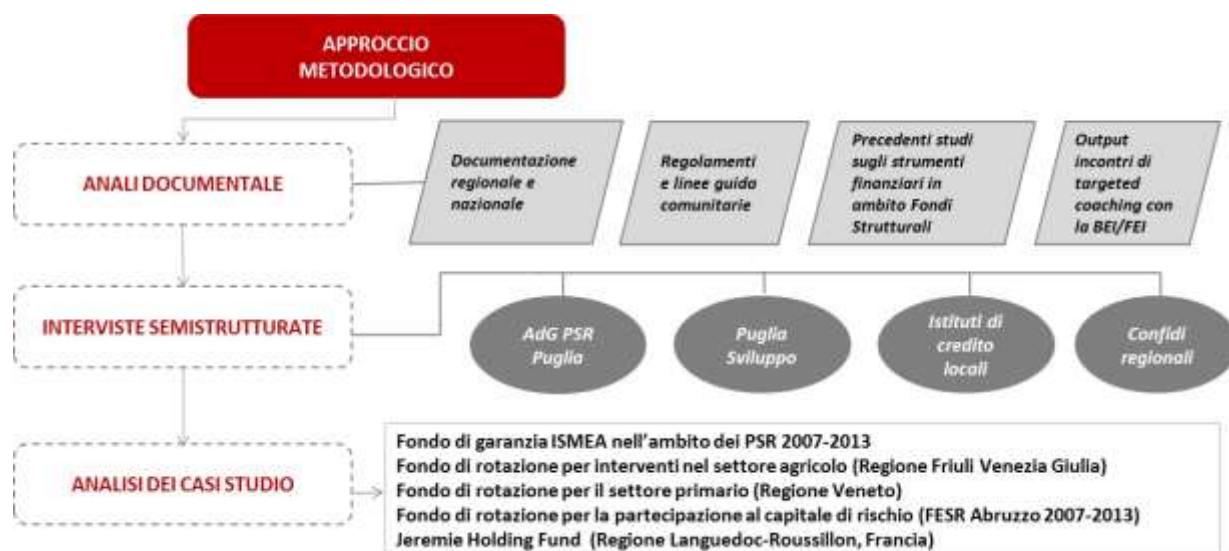 APPROCCIO
METODOLOGICO
ANALI DOCUMENTALE
Documentazione
regionale e
nazionale
Regolamenti
e linee guida
comunitarie
Precedenti studi
sugli strumenti
finanziari in
ambito Fondi
Strutturali
Output
incontri di
targeted
coaching con
la BEI/FEI
INTERVISTE SEMISTRUTTURATE
AdG PSR
Puglia
Puglia
Sviluppo
Istituti di
credito
locali
Confidi
regionali
ANALISI DEI CASI STUDIO
Fondo di garanzia ISMEA nell'ambito dei PSR 2007-2013
Fondo di rotazione per interventi nel settore agricolo (Regione Friuli Venezia Giulia)
Fondo di rotazione per il settore primario (Regione Veneto)
Fondo di rotazione per la partecipazione al capitale di rischio (FESR Abruzzo 2007-2013)
Jeremie Holding Fund (Regione Languedoc-Roussillon, Francia)